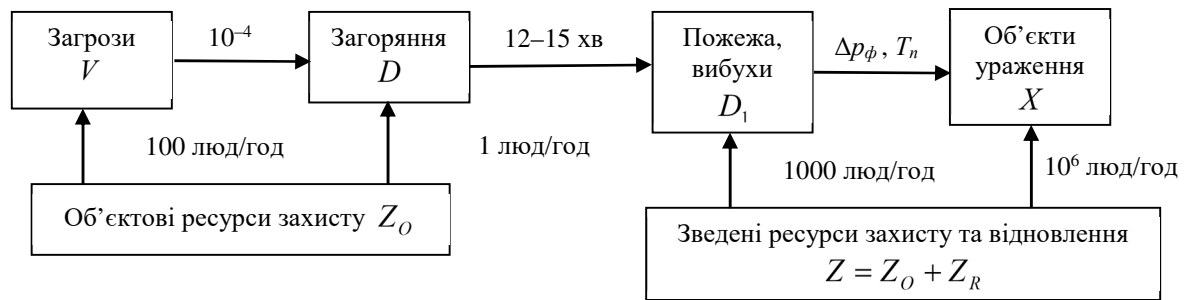 Загрози
V
10⁻⁴
Загоряння
D
12–15 хв
Пожежа,
вибухи
D₁
Δp_ф , T_п
Об’єкти
ураження
X
100 люд/год
1 люд/год
1000 люд/год
10⁶ люд/год
Об’єктові ресурси захисту Z_O
Зведені ресурси захисту та відновлення
Z = Z_O + Z_R